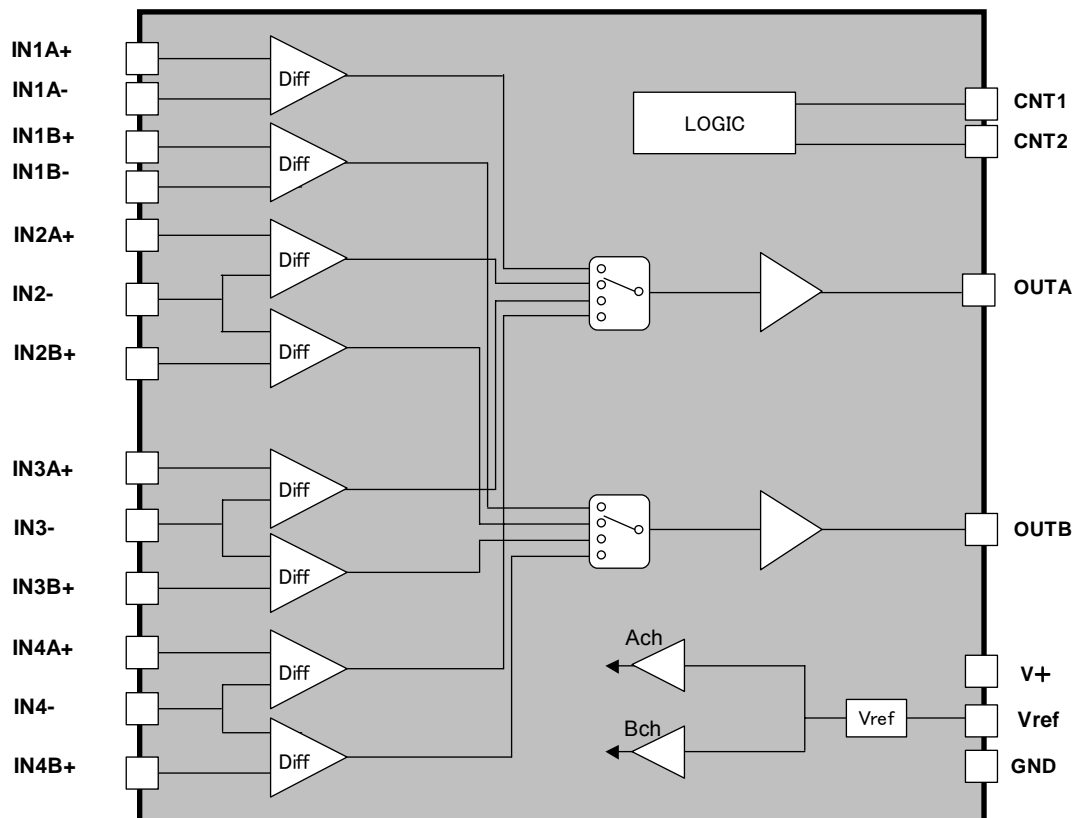 IN1A+
IN1A-
IN1B+
IN1B-
IN2A+
IN2-
IN2B+
IN3A+
IN3-
IN3B+
IN4A+
IN4-
IN4B+
Diff
Diff
Diff
Diff
Diff
Diff
Diff
Diff
LOGIC
Ach
Bch
Vref
CNT1
CNT2
OUTA
OUTB
V+
Vref
GND